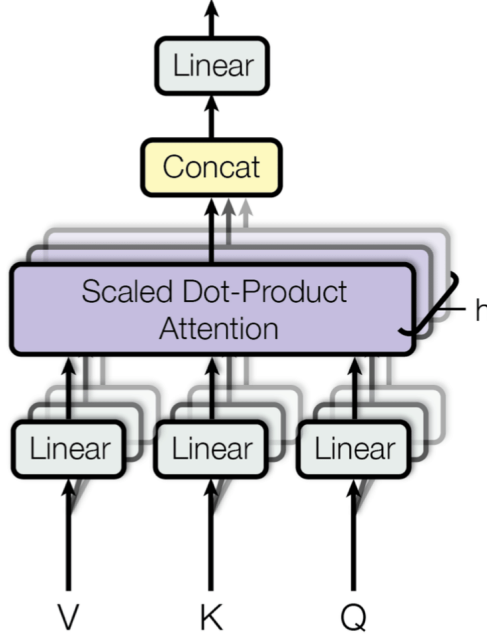 Linear
Concat
Scaled Dot-Product
Attention
h
Linear Linear Linear
V K Q